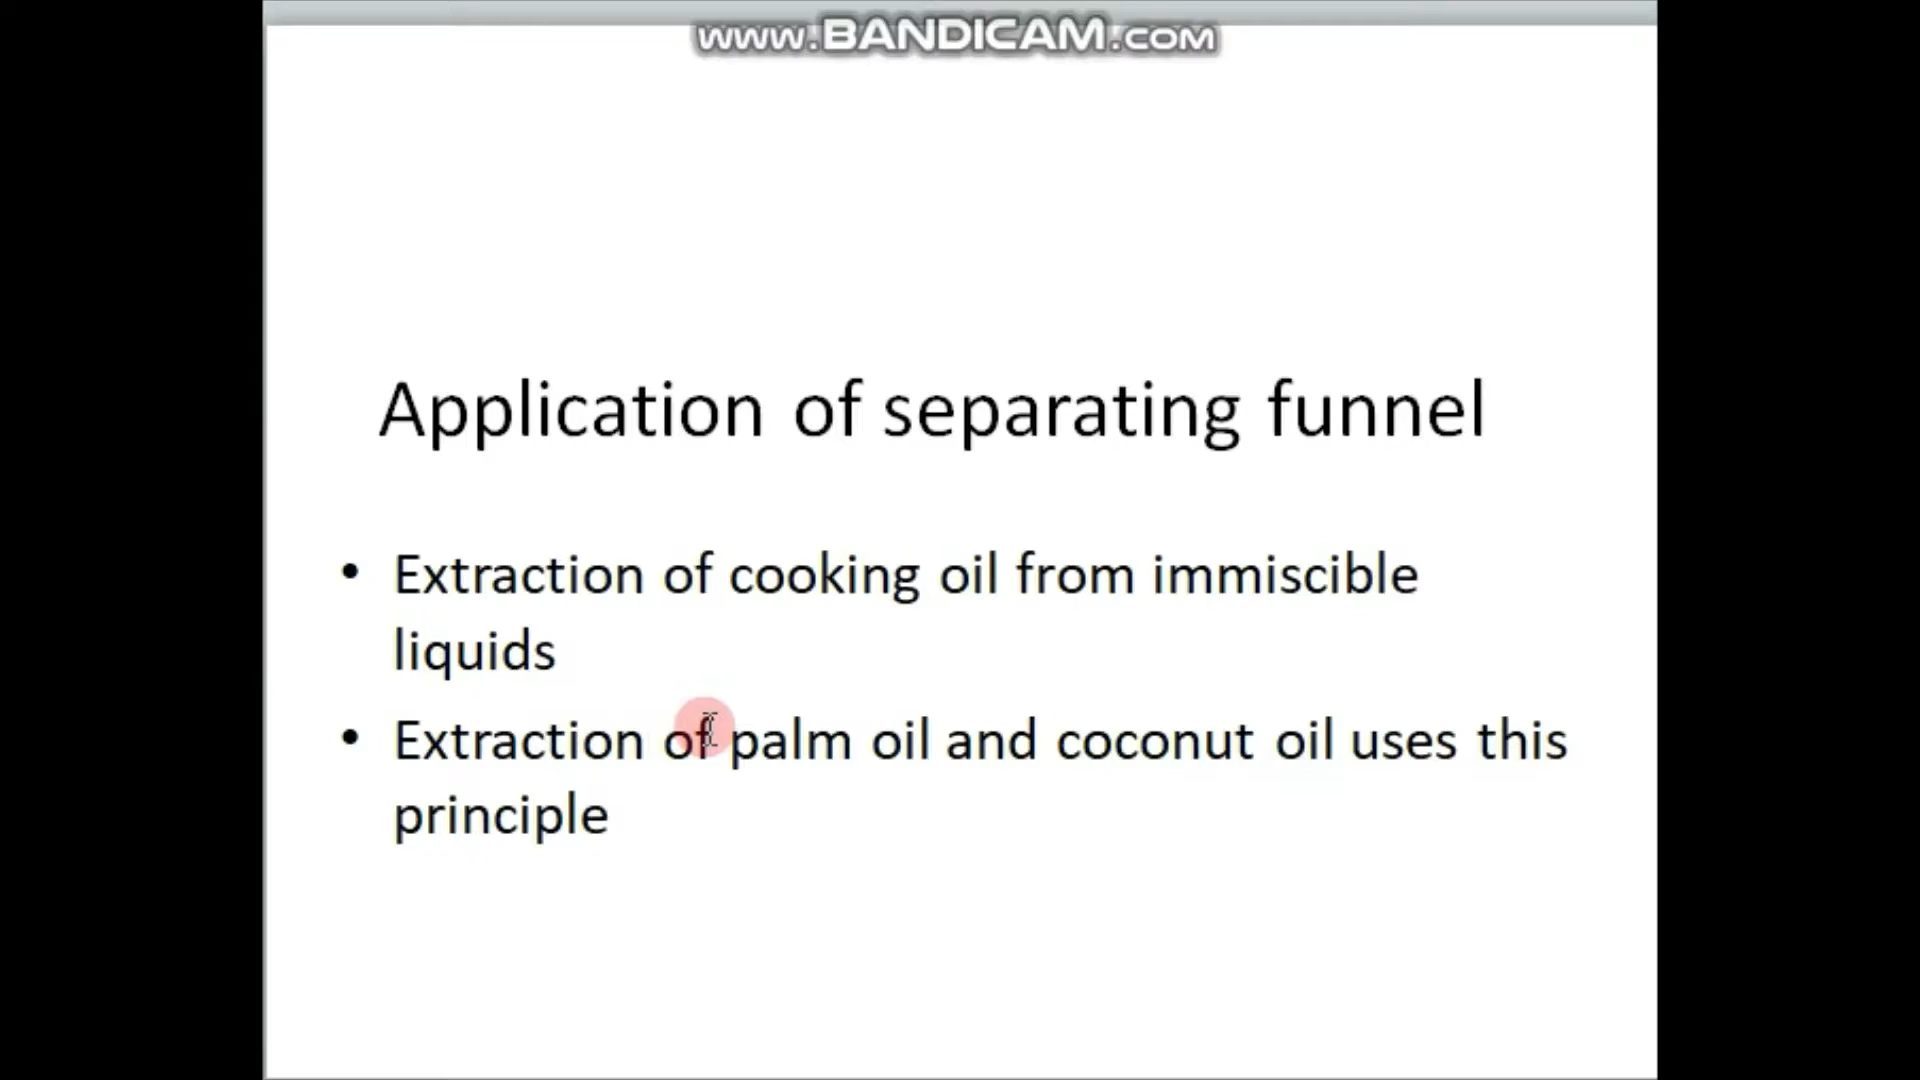 www.BANDICAM.com
Application of separating funnel
• Extraction of cooking oil from immiscible
liquids
• Extraction of palm oil and coconut oil uses this
principle